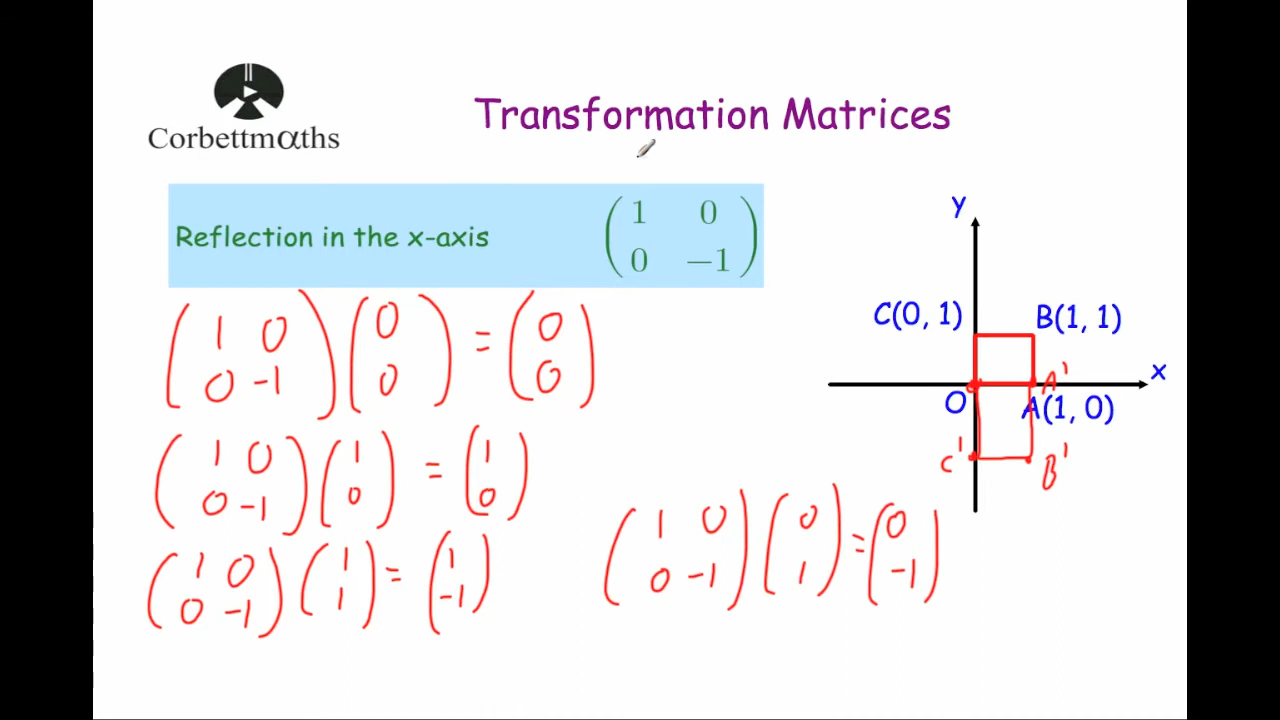 Corbettmαths
Transformation Matrices
Reflection in the x-axis
( 1 0 )
( 0 −1 )
( 1 0 ) ( 0 ) = ( 0 )
( 0 -1 ) ( 0 ) ( 0 )
( 1 0 ) ( 1 ) = ( 1 )
( 0 -1 ) ( 0 ) ( 0 )
( 1 0 ) ( 1 ) = ( 1 )
( 0 -1 ) ( 1 ) ( -1 )
( 1 0 ) ( 0 ) = ( 0 )
( 0 -1 ) ( 1 ) ( -1 )
y
C(0, 1) B(1, 1)
x
A'
O A(1, 0)
C' B'